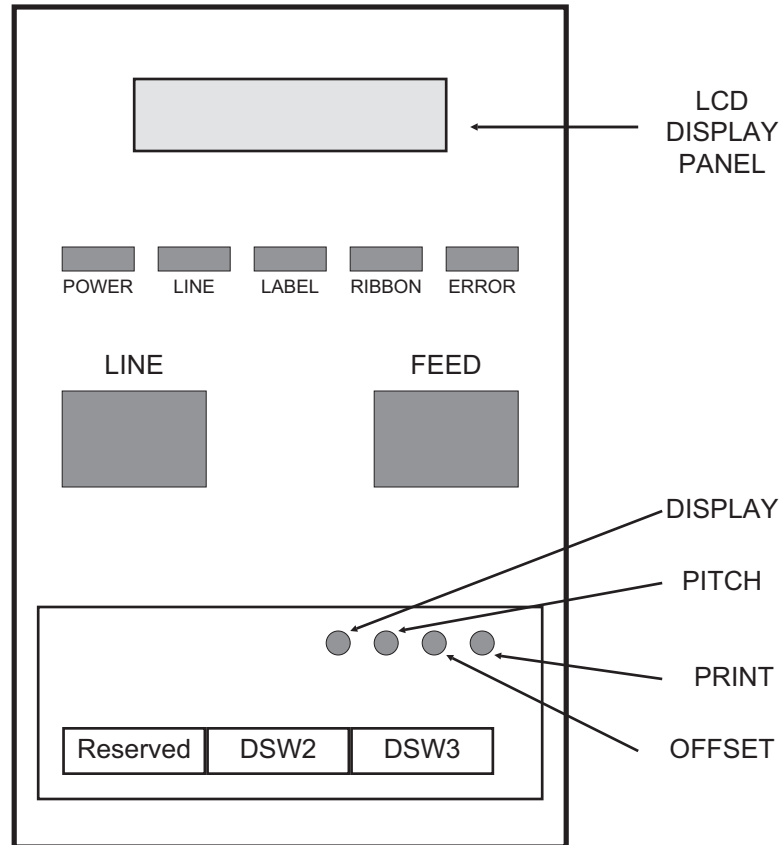 LCD
DISPLAY
PANEL
POWER LINE LABEL RIBBON ERROR
LINE FEED
DISPLAY
PITCH
PRINT
OFFSET
Reserved DSW2 DSW3